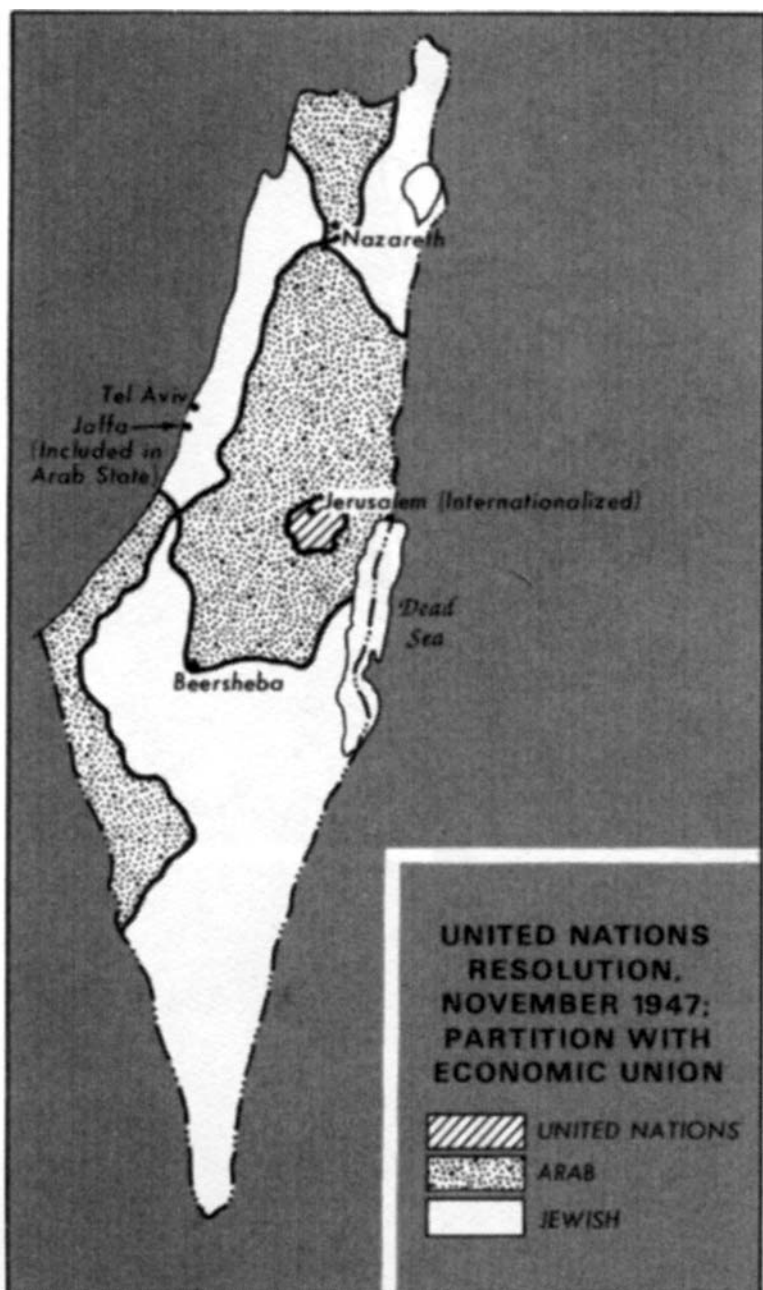 Nazareth
Tel Aviv
Jaffa
(Included in
Arab State)
Jerusalem (Internationalized)
Dead
Sea
Beersheba
UNITED NATIONS
RESOLUTION,
NOVEMBER 1947:
PARTITION WITH
ECONOMIC UNION
UNITED NATIONS
ARAB
JEWISH